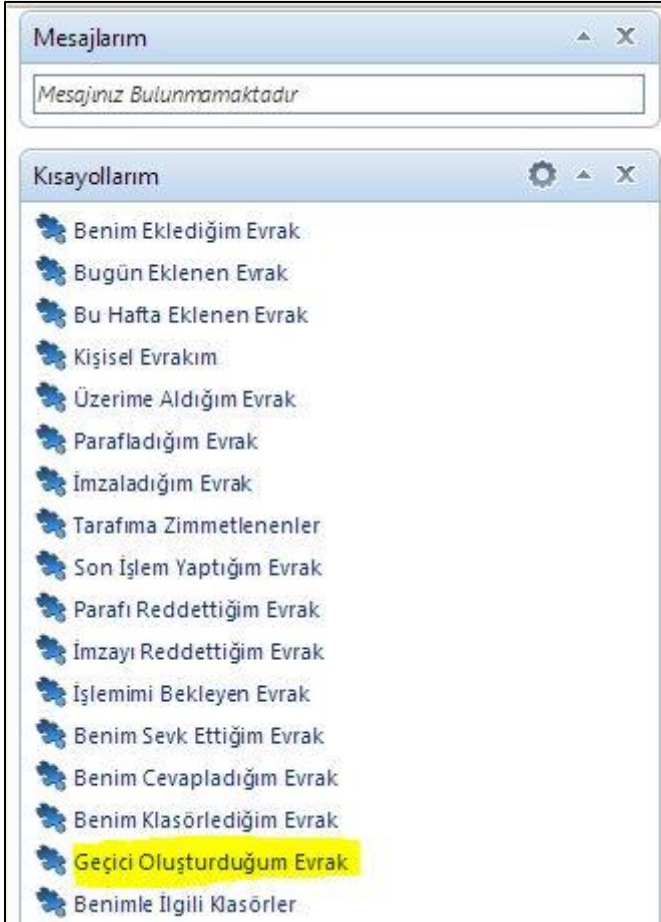 Mesajlarım
Mesajınız Bulunmamaktadır
Kısayollarım
Benim Eklediğim Evrak
Bugün Eklenen Evrak
Bu Hafta Eklenen Evrak
Kişisel Evrakım
Üzerime Aldığım Evrak
Parafladığım Evrak
İmzaladığım Evrak
Tarafıma Zimmetlenenler
Son İşlem Yaptığım Evrak
Parafı Reddettiğim Evrak
İmzayı Reddettiğim Evrak
İşlemimi Bekleyen Evrak
Benim Sevk Ettiğim Evrak
Benim Cevapladığım Evrak
Benim Klasörlediğim Evrak
Geçici Oluşturduğum Evrak
Benimle İlgili Klasörler